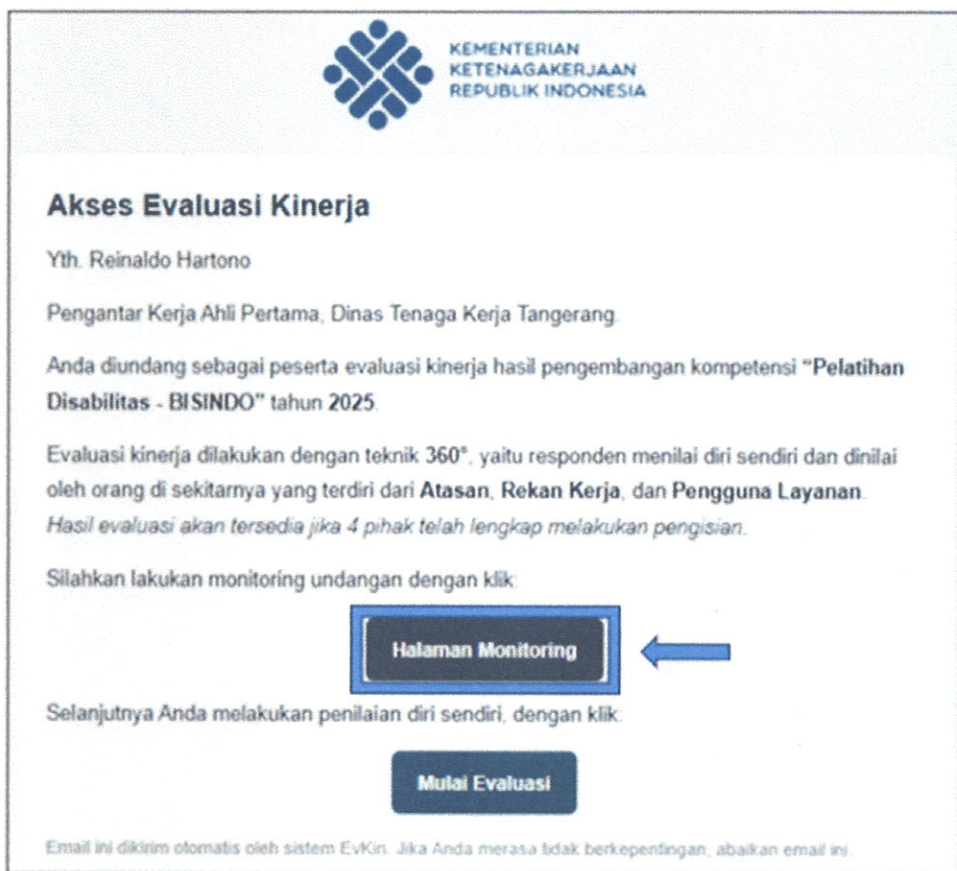 KEMENTERIAN
KETENAGAKERJAAN
REPUBLIK INDONESIA
Akses Evaluasi Kinerja
Yth. Reinaldo Hartono
Pengantar Kerja Ahli Pertama, Dinas Tenaga Kerja Tangerang.
Anda diundang sebagai peserta evaluasi kinerja hasil pengembangan kompetensi "Pelatihan
Disabilitas - BISINDO" tahun 2025.
Evaluasi kinerja dilakukan dengan teknik 360°, yaitu responden menilai diri sendiri dan dinilai
oleh orang di sekitarnya yang terdiri dari Atasan, Rekan Kerja, dan Pengguna Layanan.
Hasil evaluasi akan tersedia jika 4 pihak telah lengkap melakukan pengisian.
Silahkan lakukan monitoring undangan dengan klik:
Halaman Monitoring
Selanjutnya Anda melakukan penilaian diri sendiri, dengan klik:
Mulai Evaluasi
Email ini dikirim otomatis oleh sistem EvKin. Jika Anda merasa tidak berkepentingan, abaikan email ini.